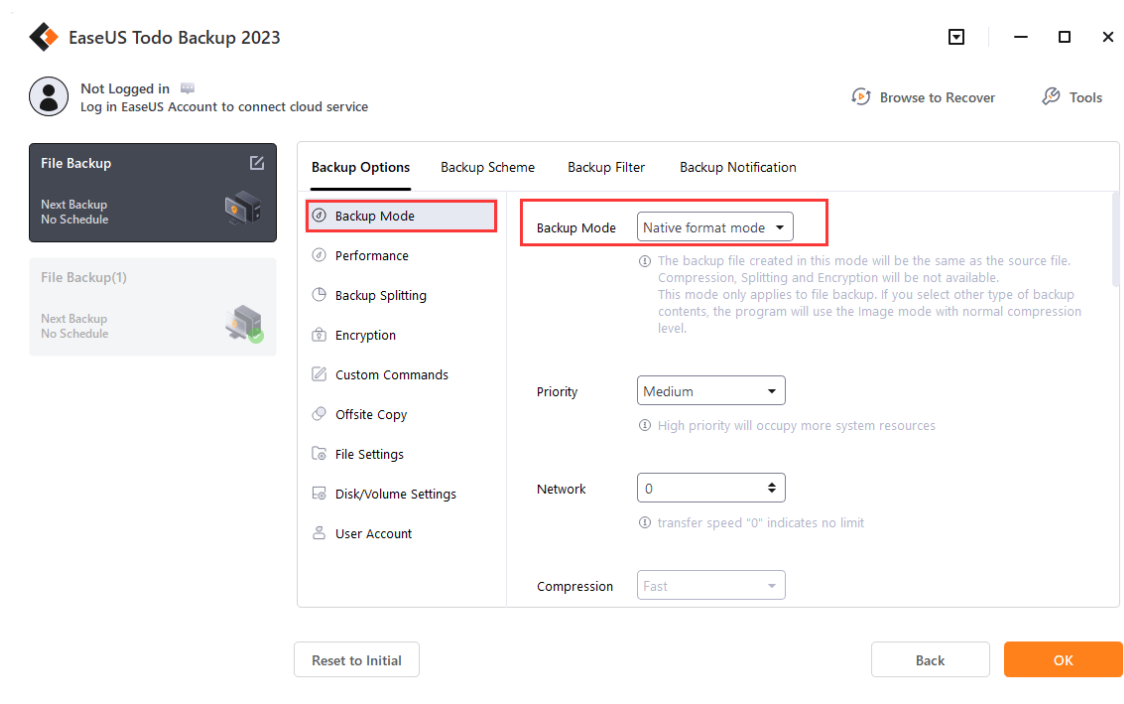 EaseUS Todo Backup 2023
Not Logged in
Log in EaseUS Account to connect cloud service
Browse to Recover
Tools
File Backup
Next Backup
No Schedule
File Backup(1)
Next Backup
No Schedule
Backup Options
Backup Scheme
Backup Filter
Backup Notification
Backup Mode
Performance
Backup Splitting
Encryption
Custom Commands
Offsite Copy
File Settings
Disk/Volume Settings
User Account
Backup Mode
Native format mode
The backup file created in this mode will be the same as the source file.
Compression, Splitting and Encryption will be not available.
This mode only applies to file backup. If you select other type of backup
contents, the program will use the Image mode with normal compression
level.
Priority
Medium
High priority will occupy more system resources
Network
0
transfer speed "0" indicates no limit
Compression
Fast
Reset to Initial
Back
OK